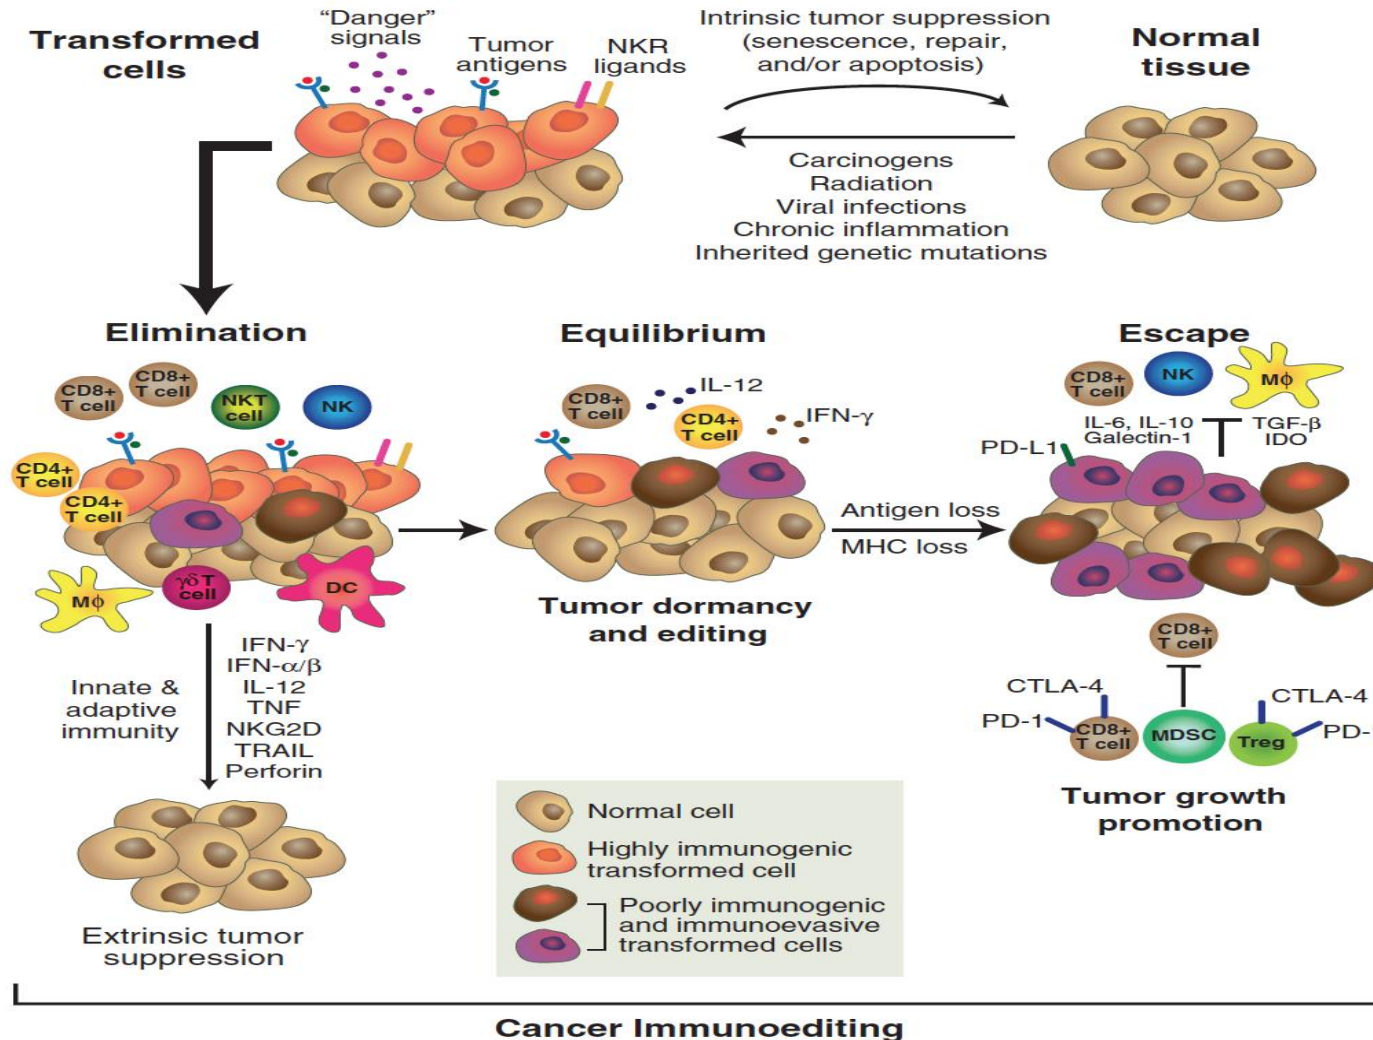 Transformed
cells
“Danger”
signals
Tumor
antigens
NKR
ligands
Intrinsic tumor suppression
(senescence, repair,
and/or apoptosis)
Normal
tissue
Carcinogens
Radiation
Viral infections
Chronic inflammation
Inherited genetic mutations
Elimination
CD8+
T cell
CD8+
T cell
NKT
cell
NK
CD4+
T cell
CD4+
T cell
Mϕ
γδ T
cell
DC
Innate &
adaptive
immunity
IFN-γ
IFN-α/β
IL-12
TNF
NKG2D
TRAIL
Perforin
Extrinsic tumor
suppression
Equilibrium
CD8+
T cell
IL-12
CD4+
T cell
IFN-γ
Tumor dormancy
and editing
Antigen loss
MHC loss
Escape
CD8+
T cell
NK
Mϕ
IL-6, IL-10
Galectin-1
TGF-β
IDO
PD-L1
CD8+
T cell
CTLA-4
PD-1
CD8+
T cell
MDSC
Treg
CTLA-4
PD-
Tumor growth
promotion
Normal cell
Highly immunogenic
transformed cell
Poorly immunogenic
and immunoevasive
transformed cells
Cancer Immunoediting